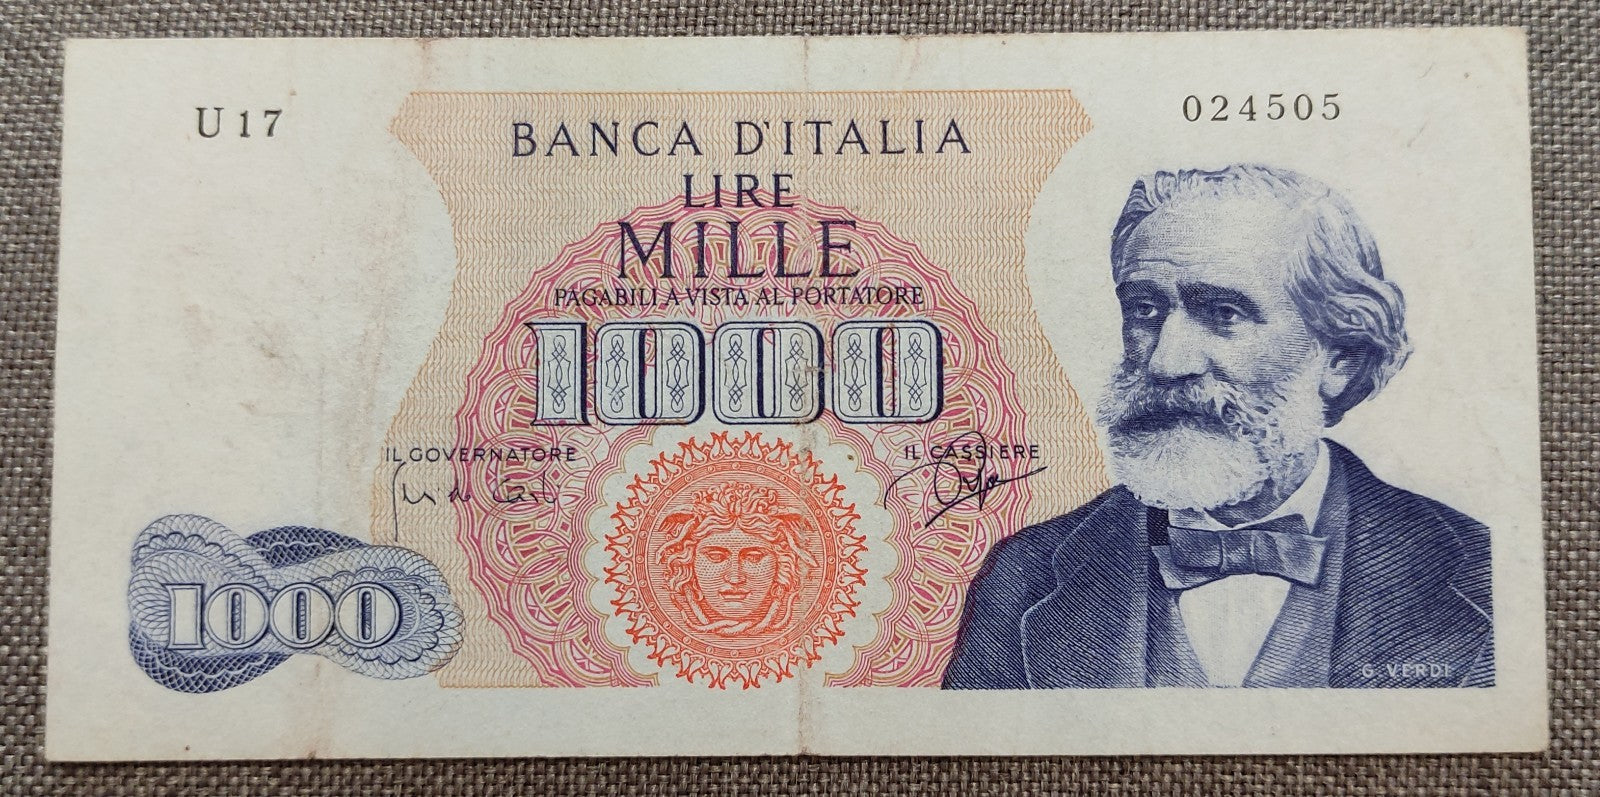 U 17
024505
BANCA D'ITALIA
LIRE
MILLE
PAGABILI A VISTA AL PORTATORE
1000
IL GOVERNATORE
IL CASSIERE
1000
G. VERDI